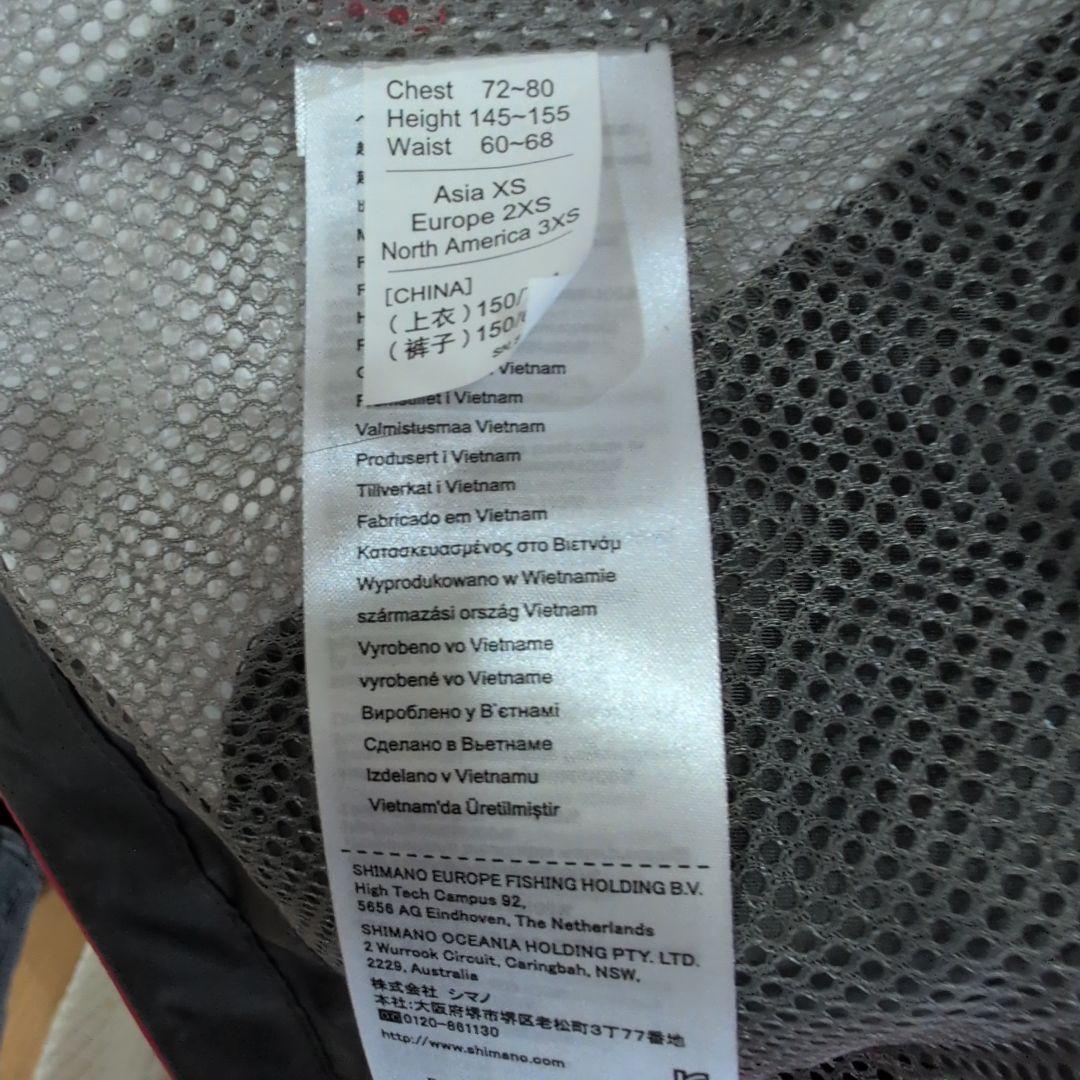 Chest 72~80
Height 145~155
Waist 60~68
Asia XS
Europe 2XS
North America 3XS
[CHINA]
(上衣)150/
(裤子)150/
Vietnam
i Vietnam
Valmistusmaa Vietnam
Produsert i Vietnam
Tillverkat i Vietnam
Fabricado em Vietnam
Κατασκευασμένος στο Βιετνάμ
Wyprodukowano w Wietnamie
származási ország Vietnam
Vyrobeno vo Vietname
vyrobené vo Vietname
Вироблено у В'єтнамі
Сделано в Вьетнаме
Izdelano v Vietnamu
Vietnam'da Üretilmiştir
SHIMANO EUROPE FISHING HOLDING B.V.
High Tech Campus 92,
5656 AG Eindhoven, The Netherlands
SHIMANO OCEANIA HOLDING PTY. LTD.
2 Wurrook Circuit, Caringbah, NSW,
2229, Australia
株式会社 シマノ
本社:大阪府堺市堺区老松町3丁77番地
0120-861130
http://www.shimano.com